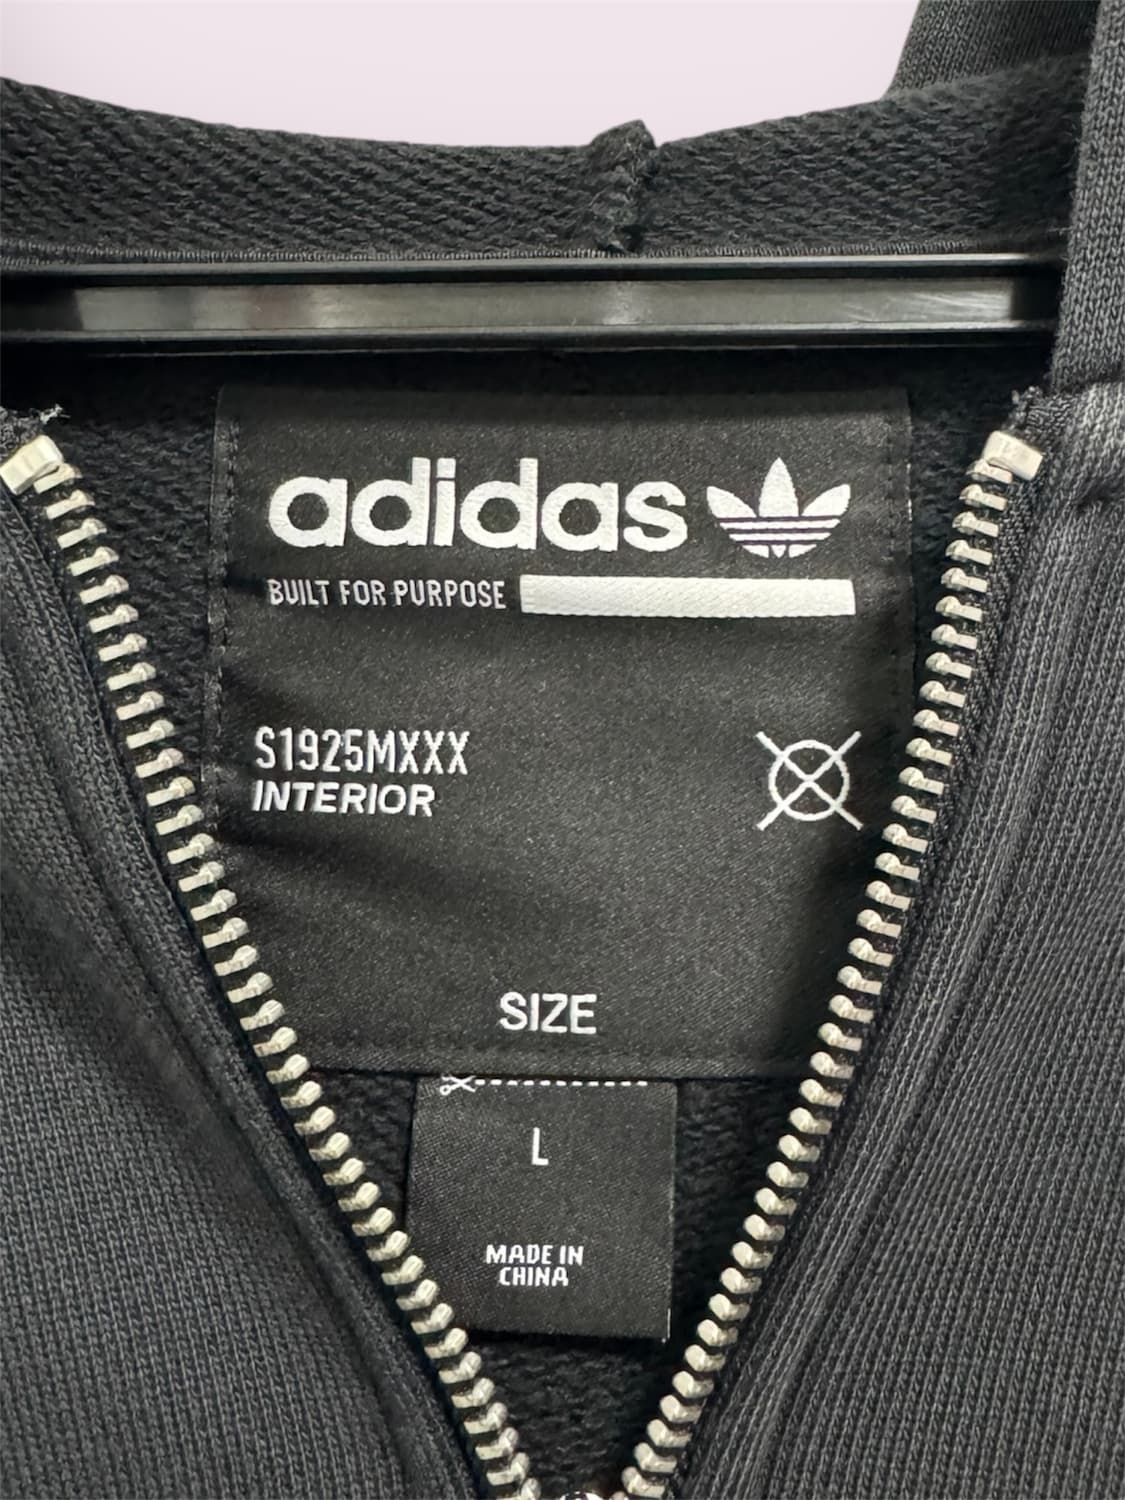 adidas
BUILT FOR PURPOSE
S1925MXXX
INTERIOR
SIZE
L
MADE IN
CHINA